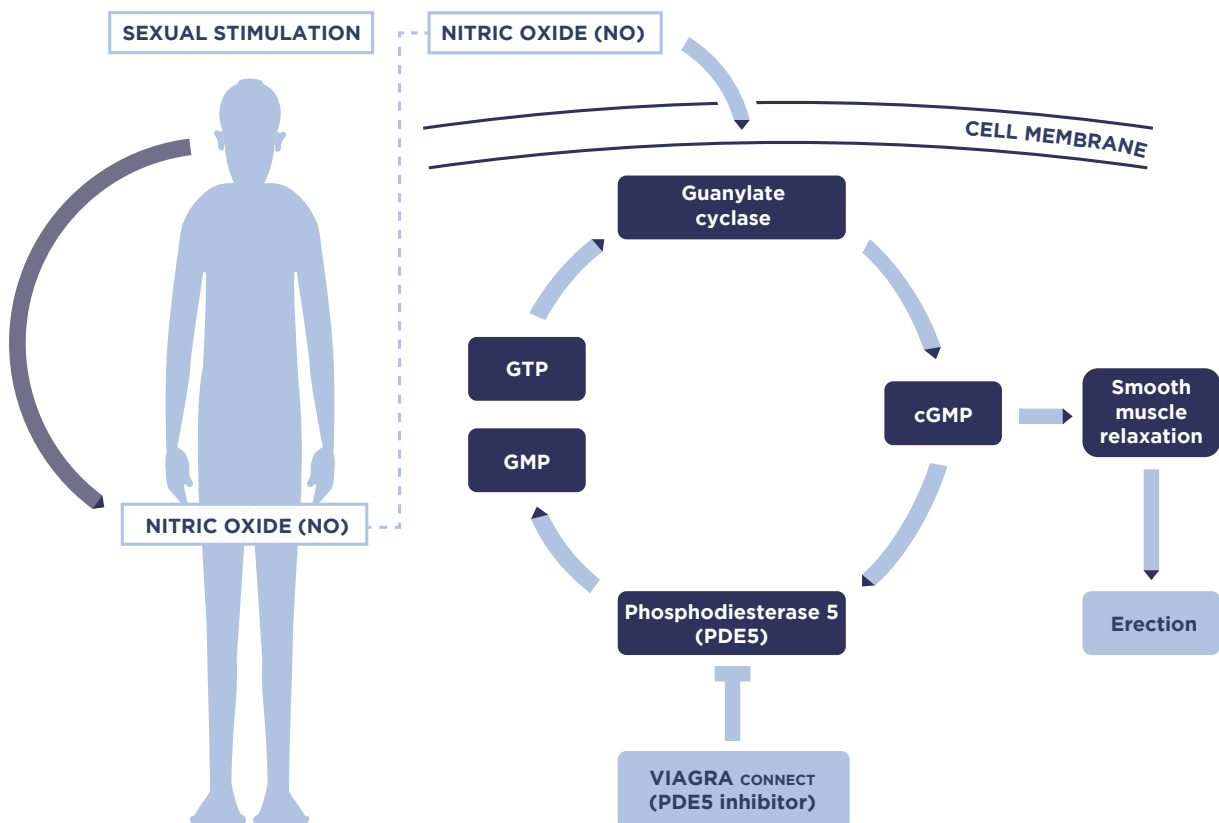 SEXUAL STIMULATION
NITRIC OXIDE (NO)
CELL MEMBRANE
Guanylate
cyclase
GTP
cGMP
Smooth
muscle
relaxation
GMP
NITRIC OXIDE (NO)
Phosphodiesterase 5
(PDE5)
Erection
VIAGRA CONNECT
(PDE5 inhibitor)